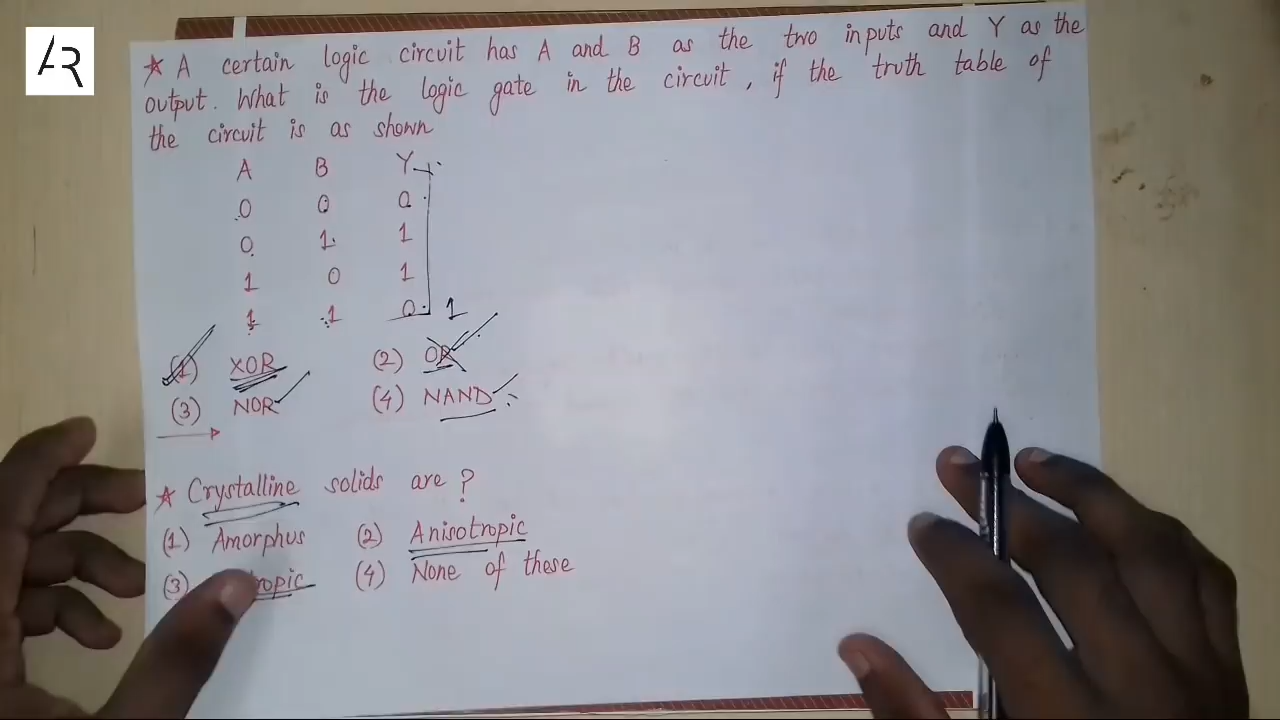 AR
★ A certain logic circuit has A and B as the two inputs and Y as the
output. What is the logic gate in the circuit, if the truth table of
the circuit is as shown
A B Y
0 0 0
0 1 1
1 0 1
1 1 0 1
(1) XOR (2) OR
(3) NOR (4) NAND
★ Crystalline solids are ?
(1) Amorphus (2) Anisotropic
(3) (4) None of these